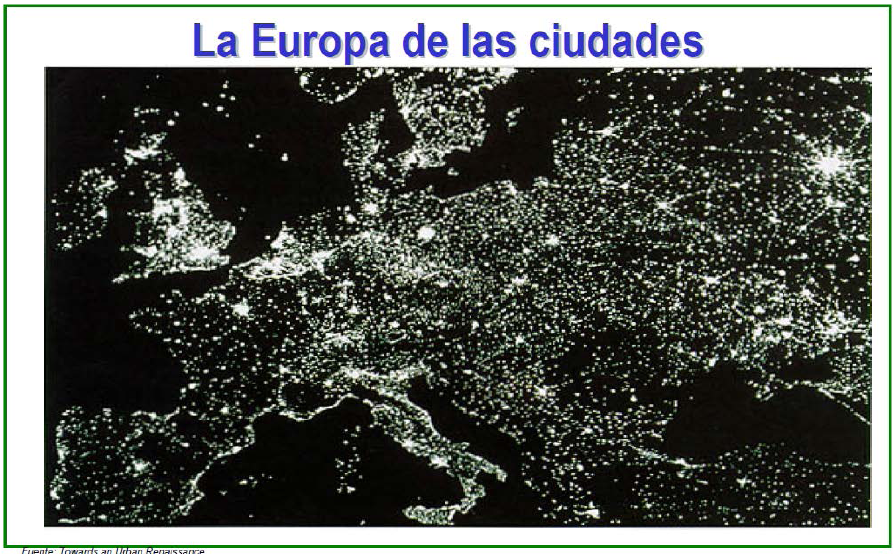 La Europa de las ciudades
Fuente: Towards an Urban Renaissance